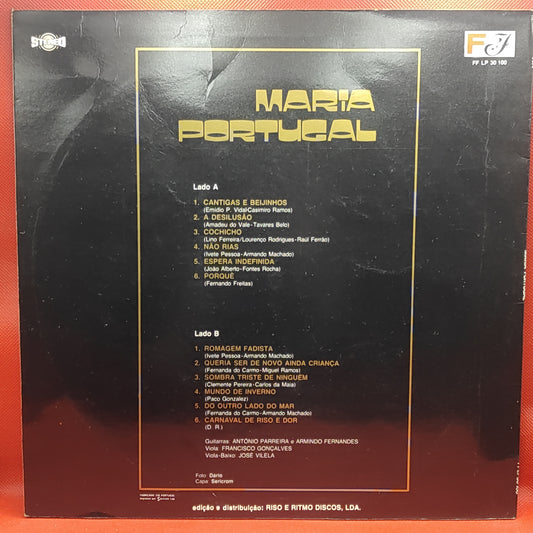 STEREO
FF
FF LP 30 100
MARIA
PORTUGAL
Lado A
1. CANTIGAS E BEIJINHOS
(Emídio P. Vidal-Casimiro Ramos)
2. A DESILUSÃO
(Amadeu do Vale-Tavares Belo)
3. COCHICHO
(Lino Ferreira/Lourenço Rodrigues-Raúl Ferrão)
4. NÃO RIAS
(Ivete Pessoa-Armando Machado)
5. ESPERA INDEFINIDA
(João Alberto-Fontes Rocha)
6. PORQUÊ
(Fernando Freitas)
Lado B
1. ROMAGEM FADISTA
(Ivete Pessoa-Armando Machado)
2. QUERIA SER DE NOVO AINDA CRIANÇA
(Fernanda do Carmo-Miguel Ramos)
3. SOMBRA TRISTE DE NINGUÉM
(Clemente Pereira-Carlos da Maia)
4. MUNDO DE INVERNO
(Paco Gonzalez)
5. DO OUTRO LADO DO MAR
(Fernanda do Carmo-Armando Machado)
6. CARNAVAL DE RISO E DOR
(D. R.)
Guitarras: ANTÓNIO PARREIRA e ARMINDO FERNANDES
Viola: FRANCISCO GONÇALVES
Viola-Baixo: JOSÉ VILELA
Foto: Dário
Capa: Sericrom
FABRICADO EM PORTUGAL
edição e distribuição: RISO E RITMO DISCOS, LDA.